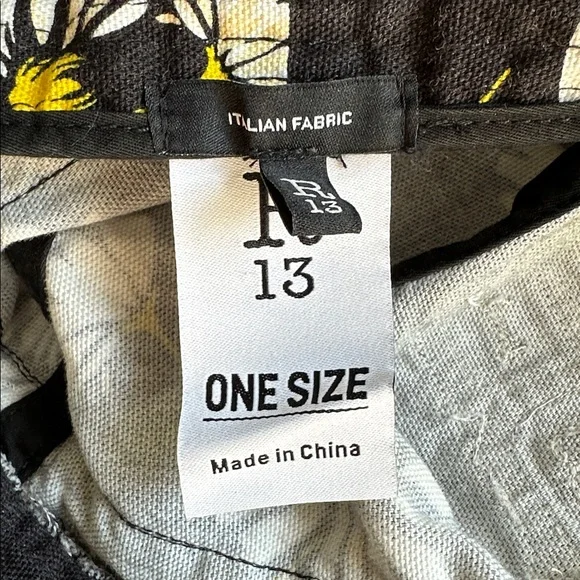 ITALIAN FABRIC
R
13
R
13
ONE SIZE
Made in China